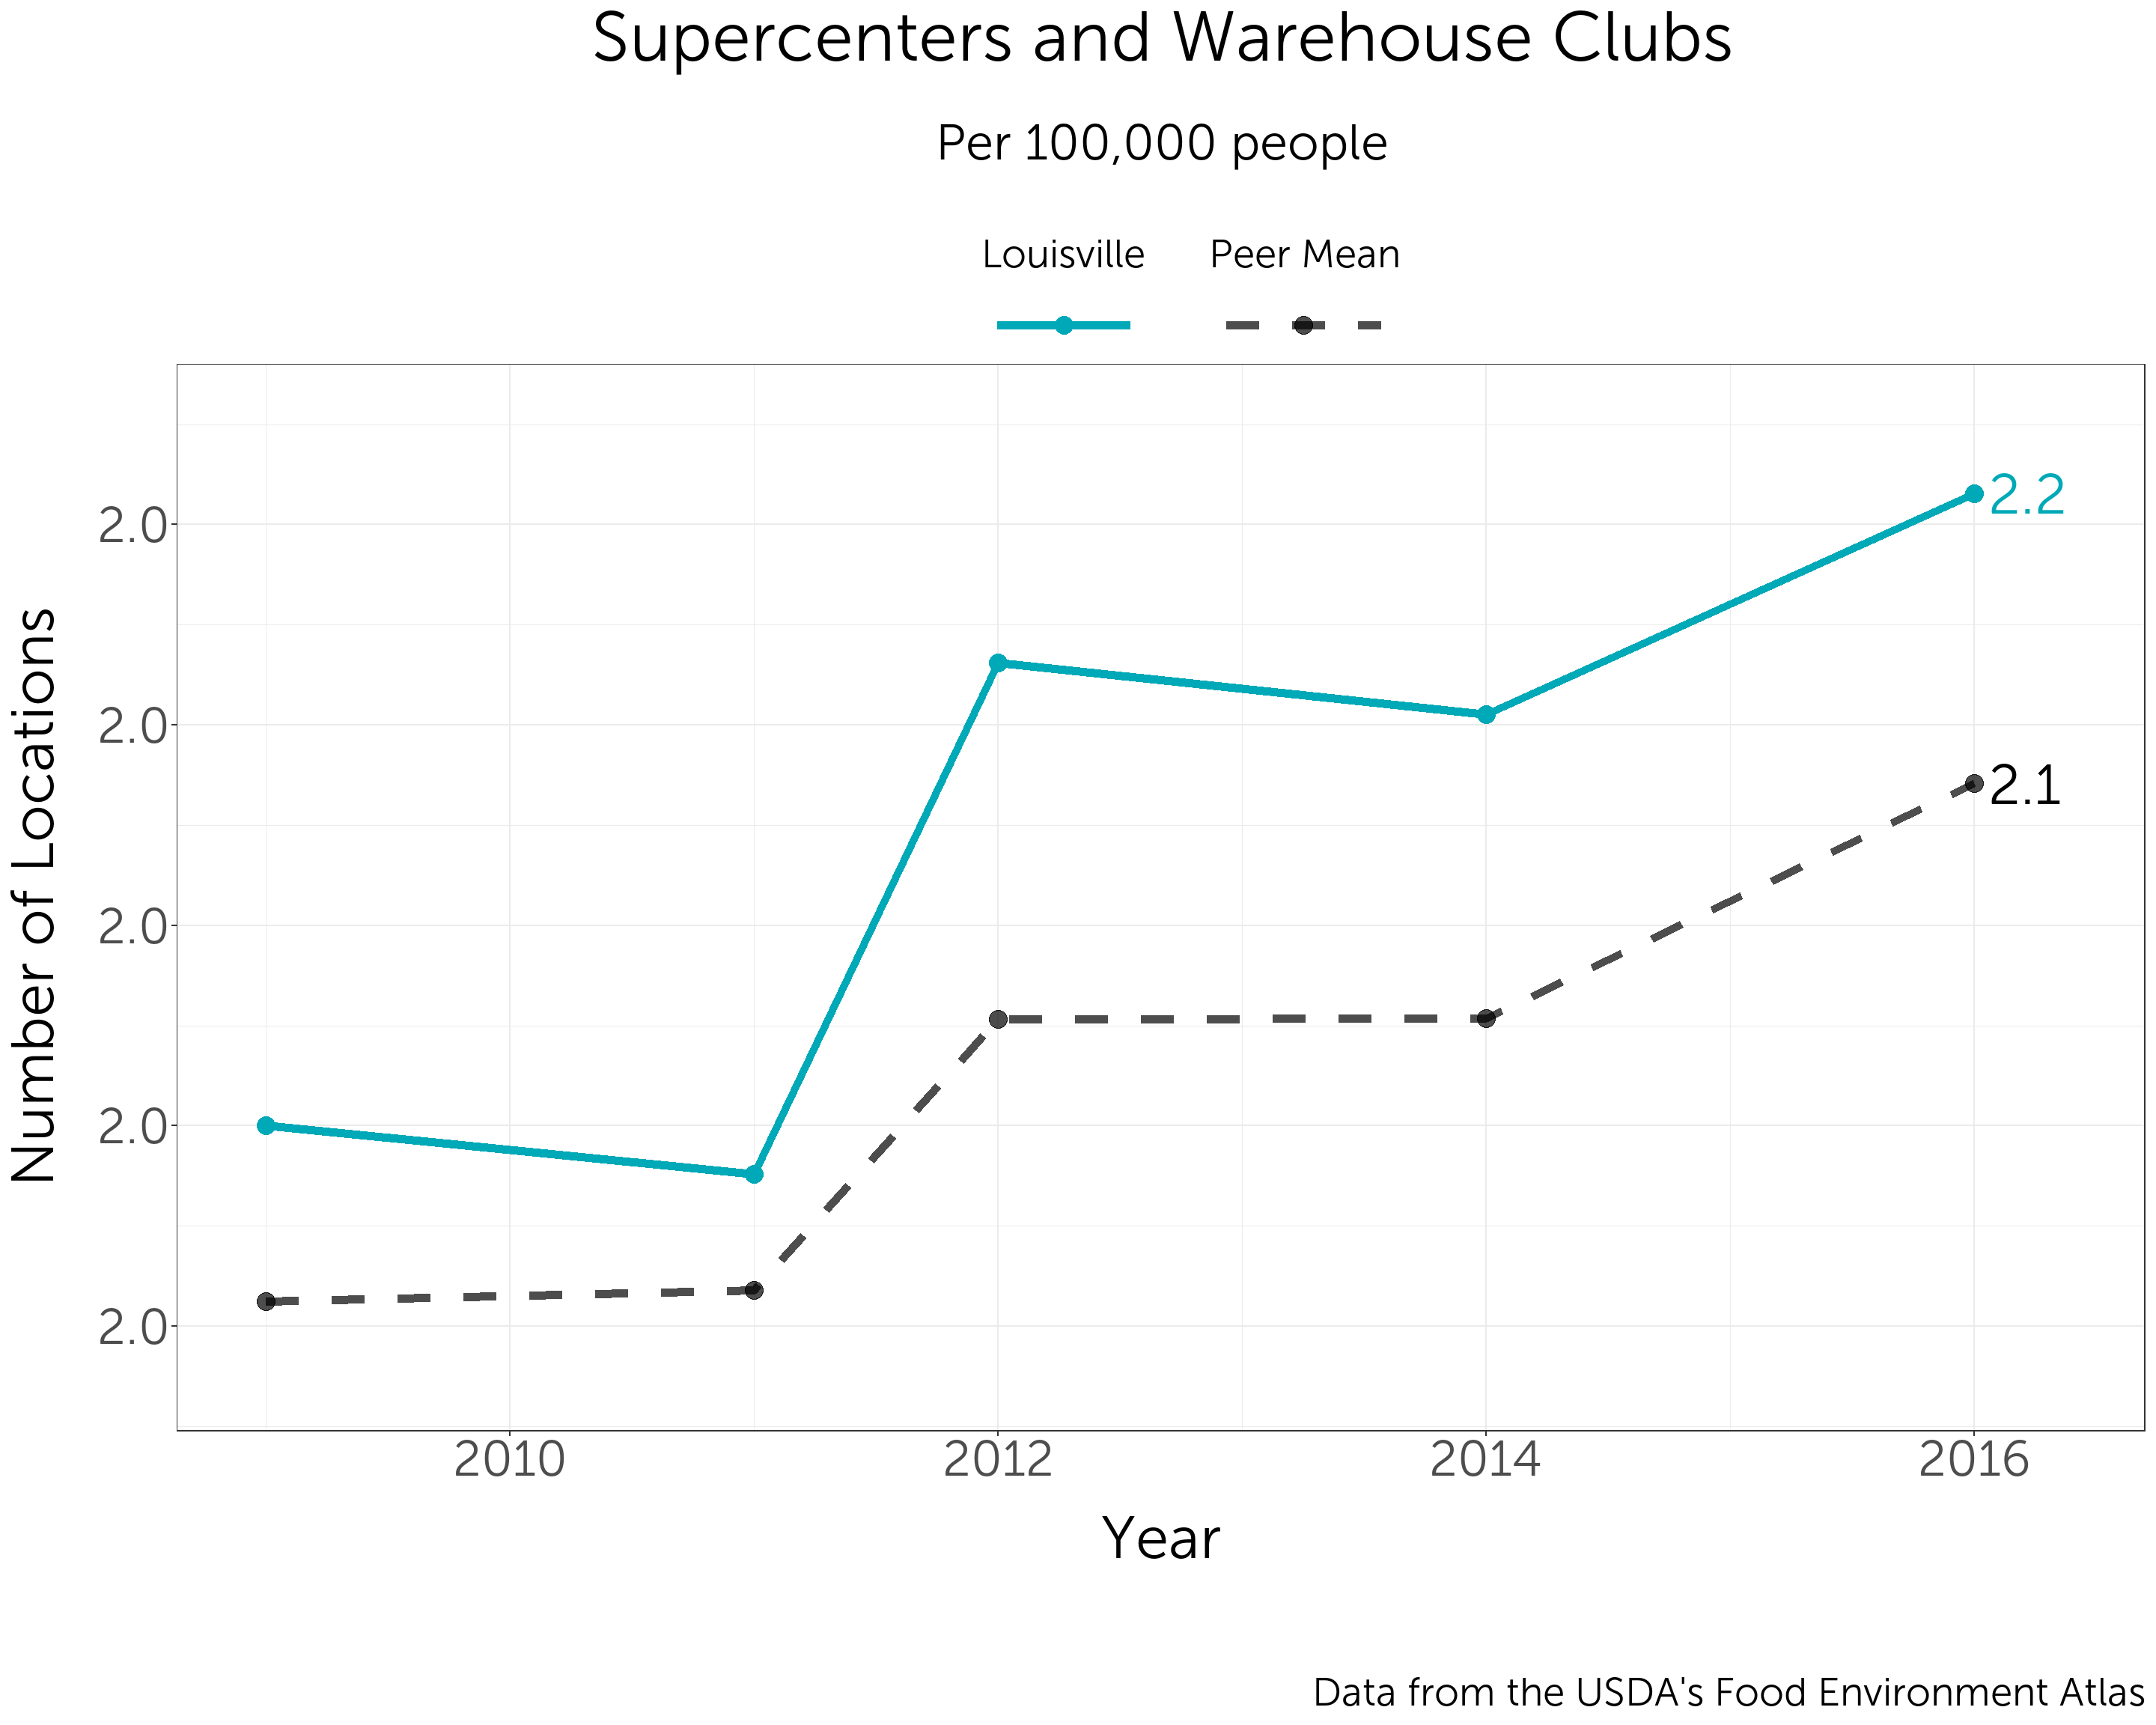 Supercenters and Warehouse Clubs
Per 100,000 people
Louisville Peer Mean
2.2
2.0
2.0
2.1
2.0
2.0
2.0
Number of Locations
2010 2012 2014 2016
Year
Data from the USDA's Food Environment Atlas